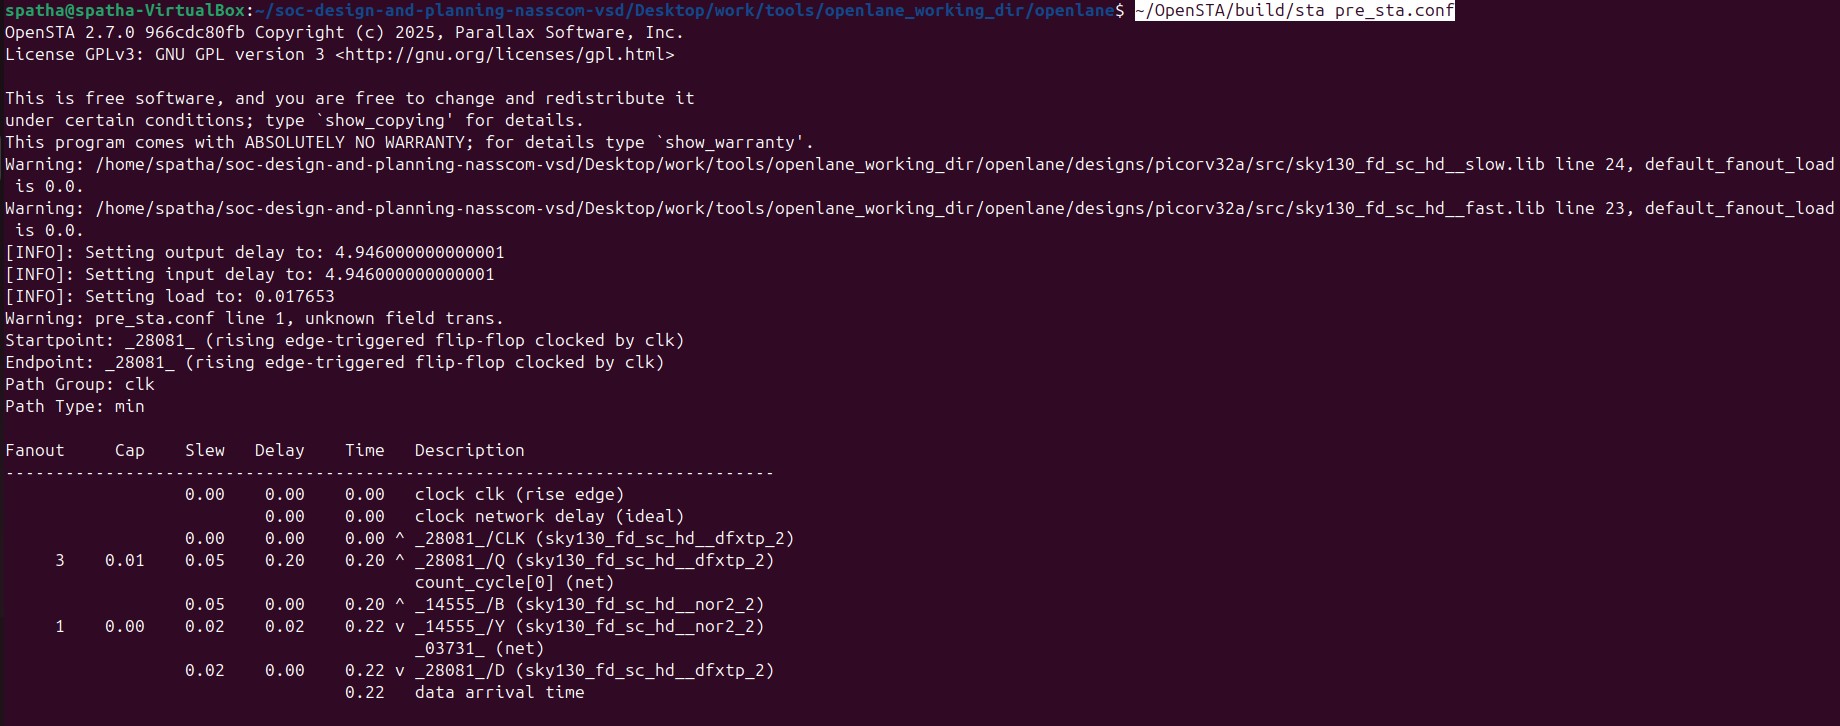 spatha@spatha-VirtualBox:~/soc-design-and-planning-nasscom-vsd/Desktop/work/tools/openlane_working_dir/openlane$ ~/OpenSTA/build/sta pre_sta.conf
OpenSTA 2.7.0 966cdc80fb Copyright (c) 2025, Parallax Software, Inc.
License GPLv3: GNU GPL version 3 <http://gnu.org/licenses/gpl.html>

This is free software, and you are free to change and redistribute it
under certain conditions; type `show_copying' for details.
This program comes with ABSOLUTELY NO WARRANTY; for details type `show_warranty'.
Warning: /home/spatha/soc-design-and-planning-nasscom-vsd/Desktop/work/tools/openlane_working_dir/openlane/designs/picorv32a/src/sky130_fd_sc_hd__slow.lib line 24, default_fanout_load
 is 0.0.
Warning: /home/spatha/soc-design-and-planning-nasscom-vsd/Desktop/work/tools/openlane_working_dir/openlane/designs/picorv32a/src/sky130_fd_sc_hd__fast.lib line 23, default_fanout_load
 is 0.0.
[INFO]: Setting output delay to: 4.946000000000001
[INFO]: Setting input delay to: 4.946000000000001
[INFO]: Setting load to: 0.017653
Warning: pre_sta.conf line 1, unknown field trans.
Startpoint: _28081_ (rising edge-triggered flip-flop clocked by clk)
Endpoint: _28081_ (rising edge-triggered flip-flop clocked by clk)
Path Group: clk
Path Type: min

Fanout     Cap    Slew   Delay    Time   Description
-----------------------------------------------------------------------------
                  0.00    0.00    0.00   clock clk (rise edge)
                          0.00    0.00   clock network delay (ideal)
                  0.00    0.00    0.00 ^ _28081_/CLK (sky130_fd_sc_hd__dfxtp_2)
     3    0.01    0.05    0.20    0.20 ^ _28081_/Q (sky130_fd_sc_hd__dfxtp_2)
                                         count_cycle[0] (net)
                  0.05    0.00    0.20 ^ _14555_/B (sky130_fd_sc_hd__nor2_2)
     1    0.00    0.02    0.02    0.22 v _14555_/Y (sky130_fd_sc_hd__nor2_2)
                                         _03731_ (net)
                  0.02    0.00    0.22 v _28081_/D (sky130_fd_sc_hd__dfxtp_2)
                                  0.22   data arrival time